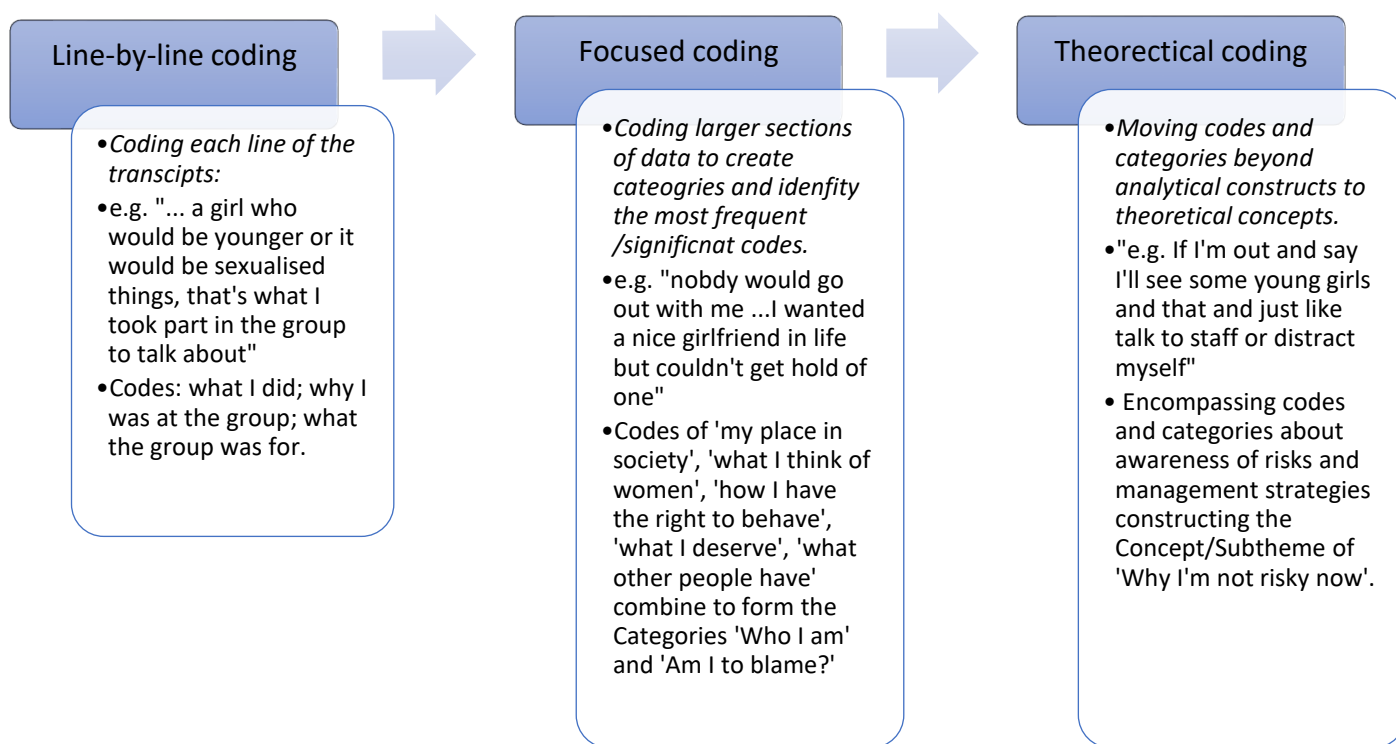 Line-by-line coding
•Coding each line of the
transcipts:
•e.g. "... a girl who
would be younger or it
would be sexualised
things, that's what I
took part in the group
to talk about"
•Codes: what I did; why I
was at the group; what
the group was for.
Focused coding
•Coding larger sections
of data to create
cateogries and idenfity
the most frequent
/significnat codes.
•e.g. "nobdy would go
out with me ...I wanted
a nice girlfriend in life
but couldn't get hold of
one"
•Codes of 'my place in
society', 'what I think of
women', 'how I have
the right to behave',
'what I deserve', 'what
other people have'
combine to form the
Categories 'Who I am'
and 'Am I to blame?'
Theorectical coding
•Moving codes and
categories beyond
analytical constructs to
theoretical concepts.
•"e.g. If I'm out and say
I'll see some young girls
and that and just like
talk to staff or distract
myself"
• Encompassing codes
and categories about
awareness of risks and
management strategies
constructing the
Concept/Subtheme of
'Why I'm not risky now'.